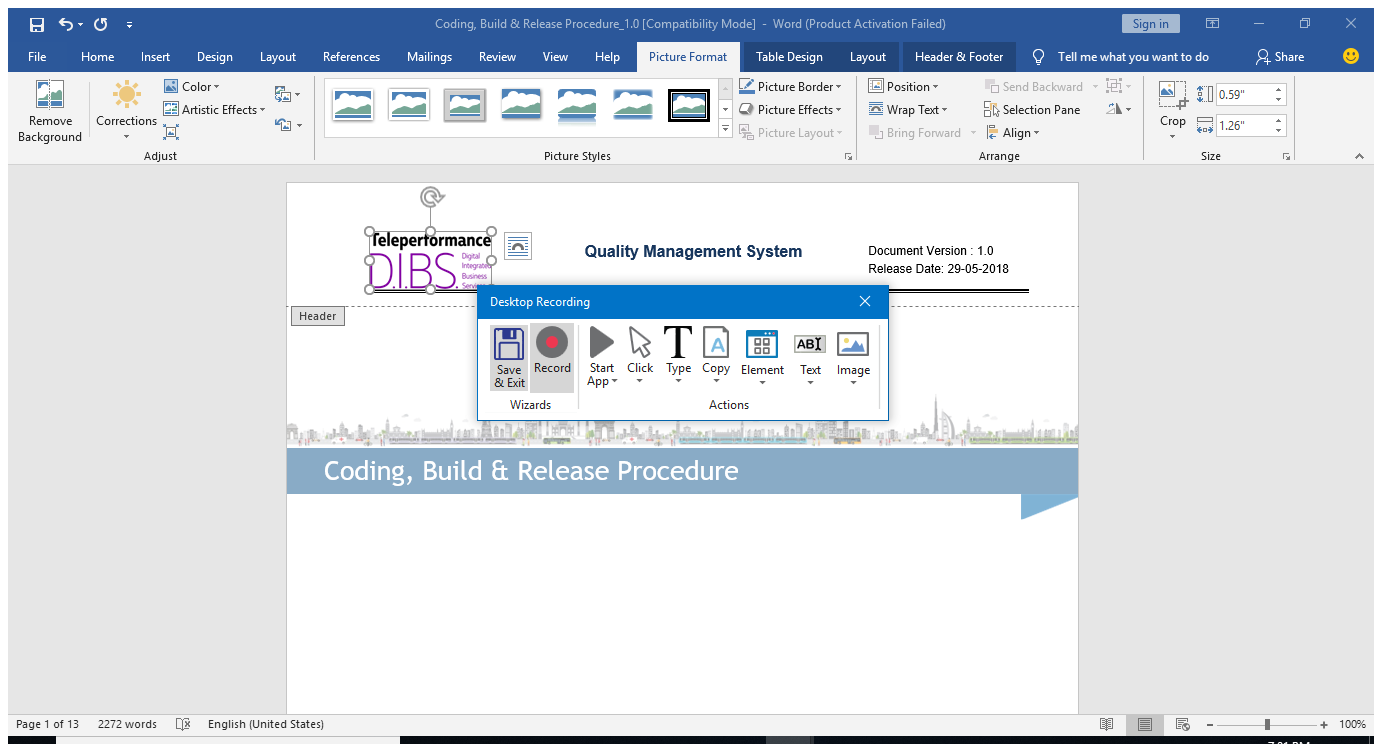 Coding, Build & Release Procedure_1.0 [Compatibility Mode] - Word (Product Activation Failed)
Sign in
File Home Insert Design Layout References Mailings Review View Help Picture Format Table Design Layout Header & Footer Tell me what you want to do Share
Remove Background
Corrections
Color
Artistic Effects
Adjust
Picture Styles
Picture Border
Picture Effects
Picture Layout
Position
Wrap Text
Bring Forward
Send Backward
Selection Pane
Align
Arrange
Crop
0.59"
1.26"
Size
Teleperformance
D.I.B.S.
Digital
Integrated
Business
Services
Quality Management System
Document Version : 1.0
Release Date: 29-05-2018
Header
Desktop Recording
Save & Exit
Record
Wizards
Start App
Click
Type
Copy
Element
Text
Image
Actions
Coding, Build & Release Procedure
Page 1 of 13 2272 words English (United States) 100%